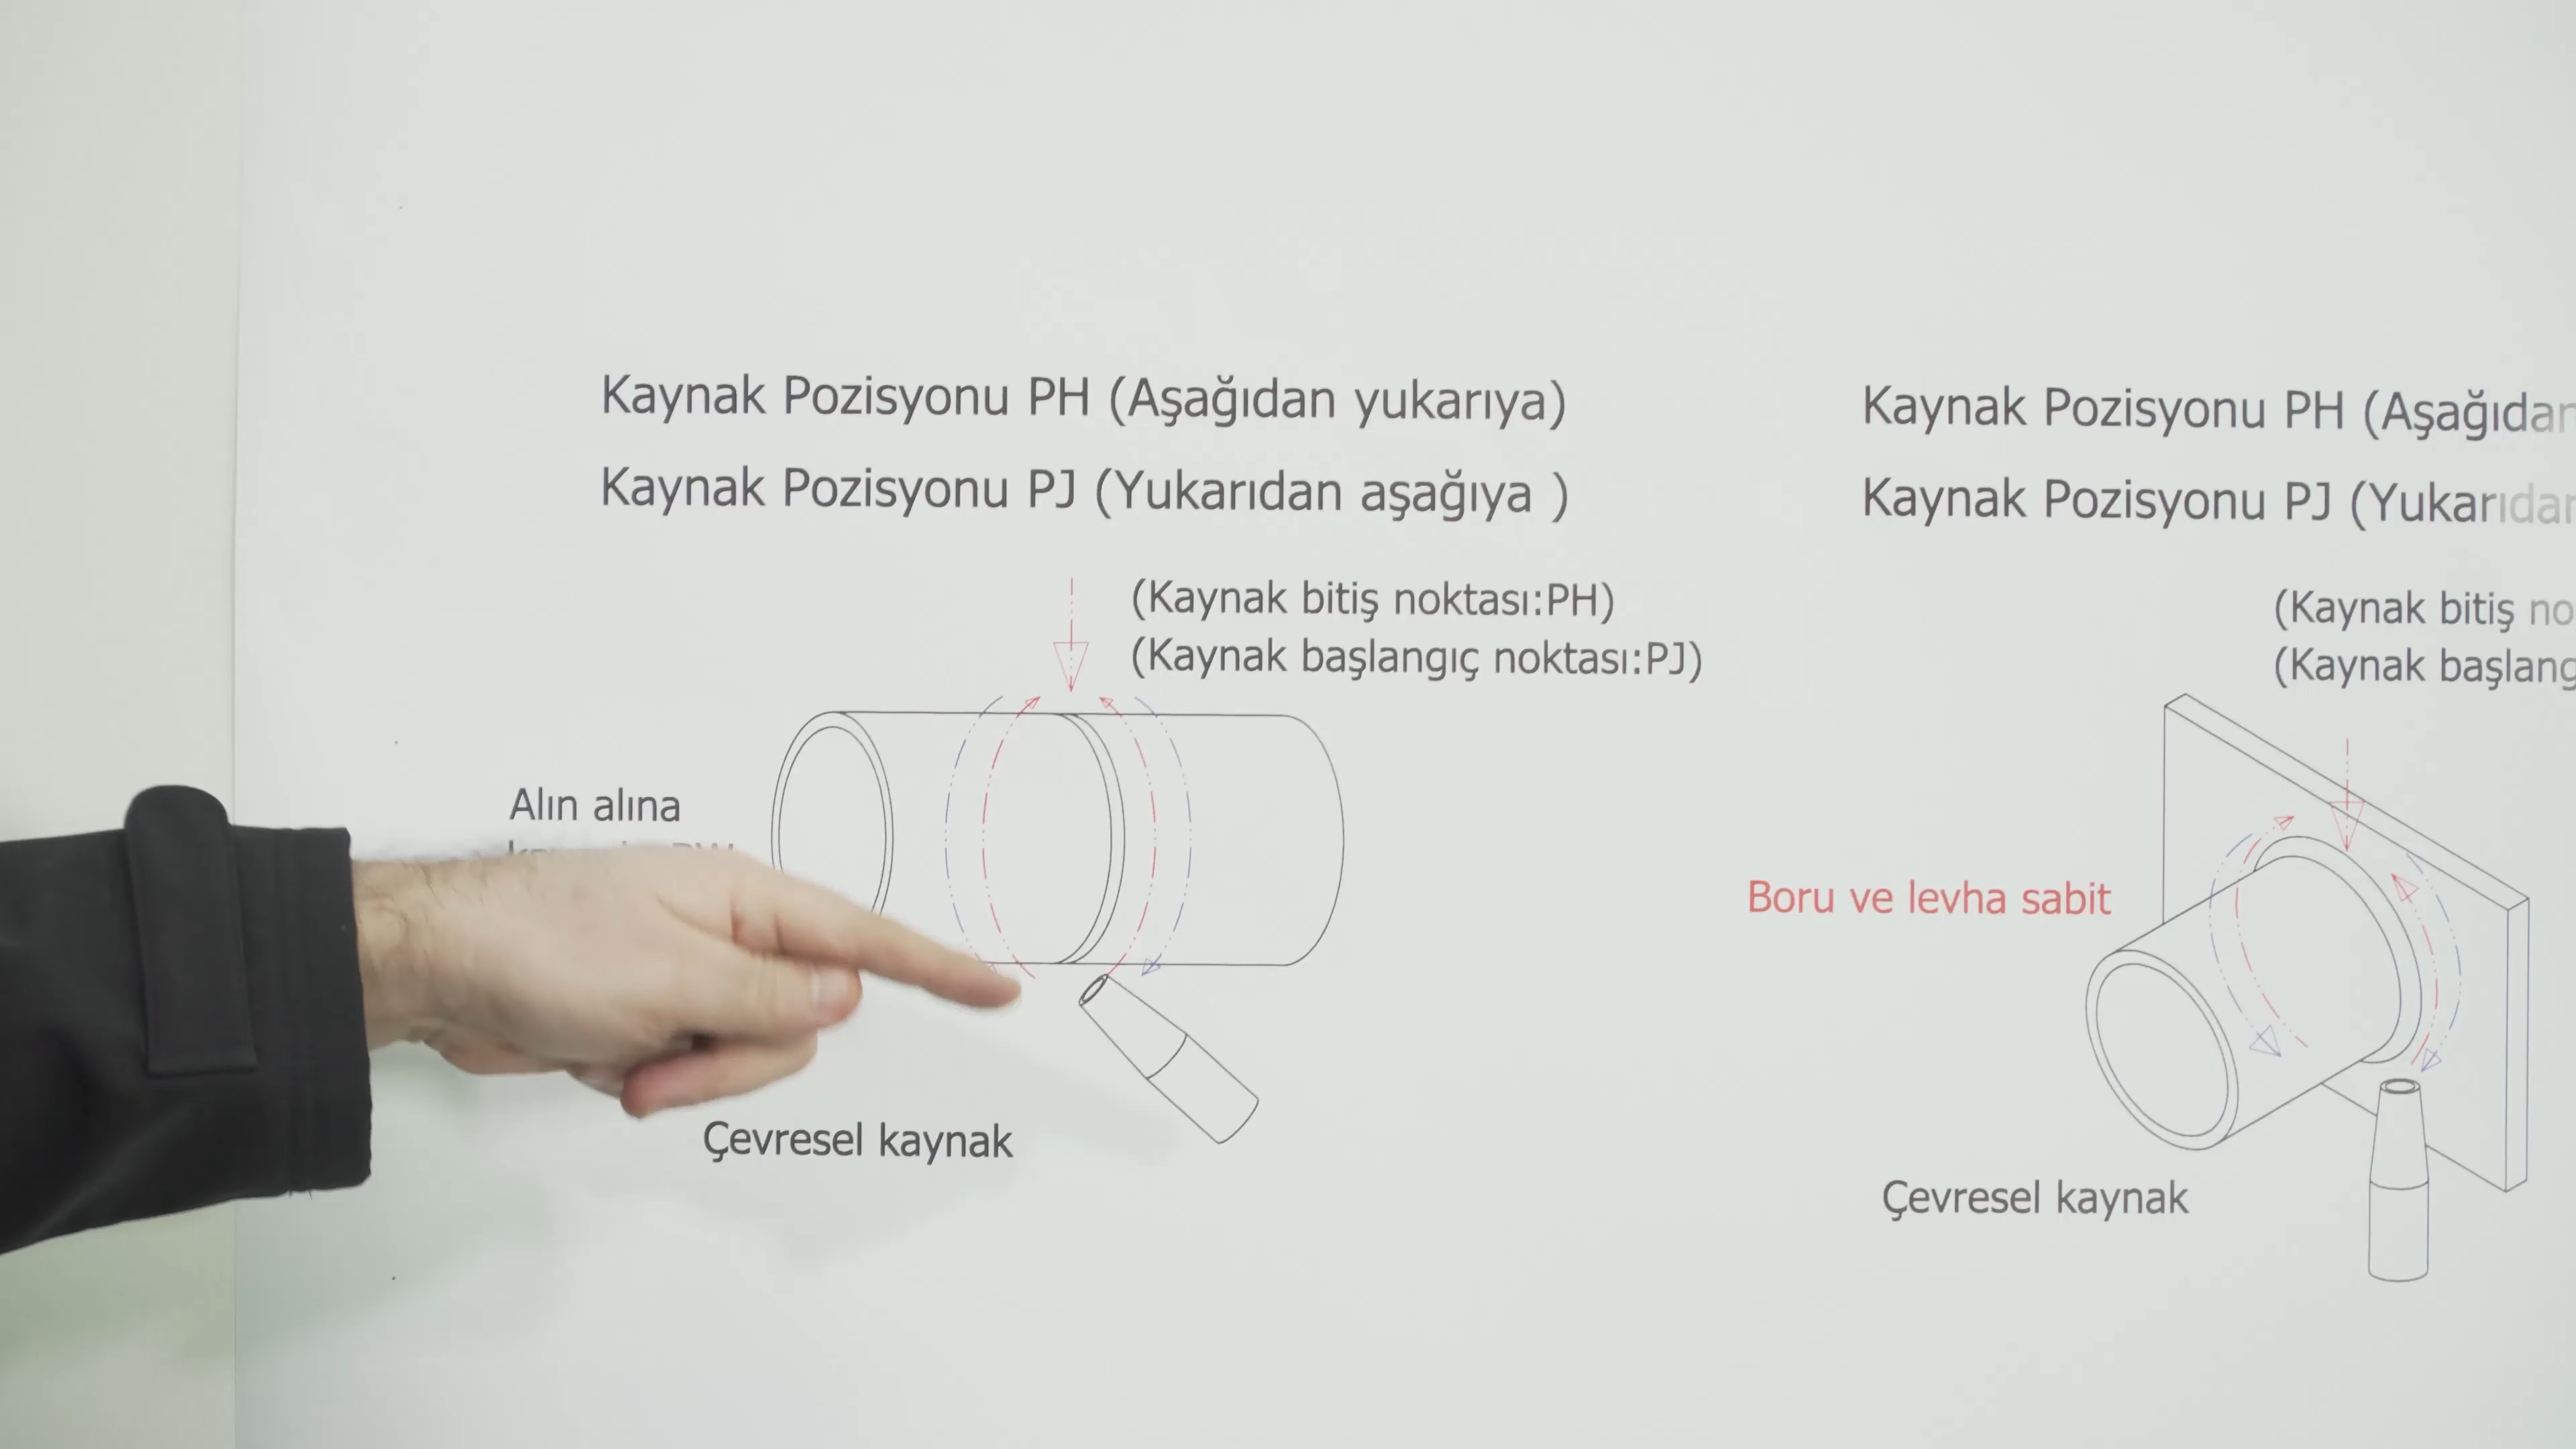 Kaynak Pozisyonu PH (Aşağıdan yukarıya)
Kaynak Pozisyonu PJ (Yukarıdan aşağıya )
(Kaynak bitiş noktası:PH)
(Kaynak başlangıç noktası:PJ)
Alın alına
Çevresel kaynak
Kaynak Pozisyonu PH (Aşağıdan
Kaynak Pozisyonu PJ (Yukarıdan
(Kaynak bitiş no
(Kaynak başlang
Boru ve levha sabit
Çevresel kaynak